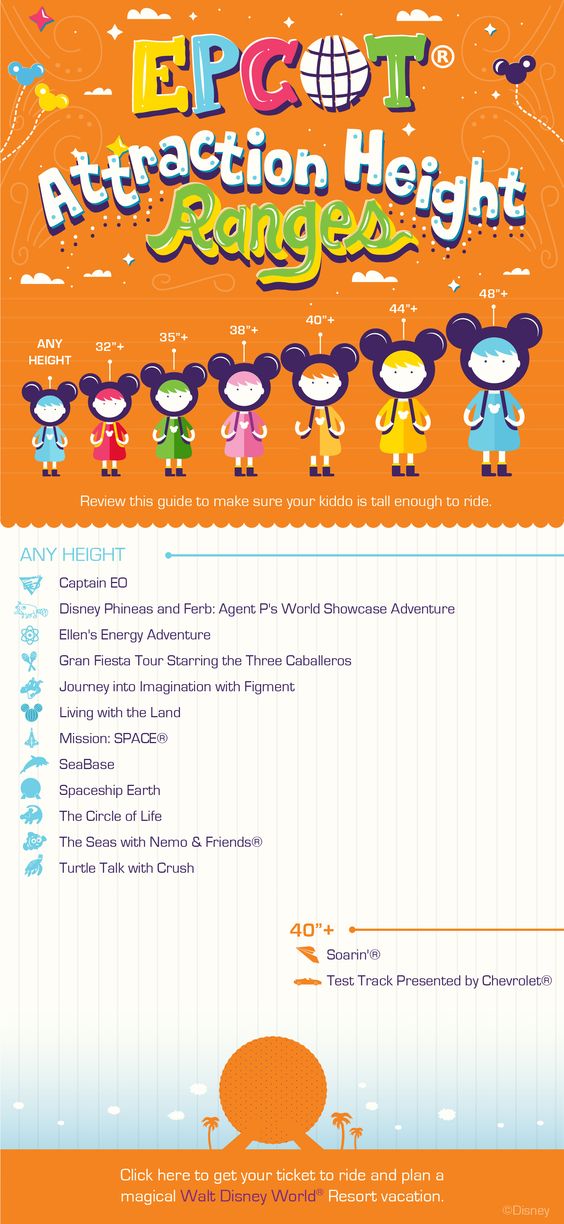 EPCOT®
Attraction Height
Ranges
ANY
HEIGHT
32"+
35"+
38"+
40"+
44"+
48"+
Review this guide to make sure your kiddo is tall enough to ride.
ANY HEIGHT
Captain EO
Disney Phineas and Ferb: Agent P's World Showcase Adventure
Ellen's Energy Adventure
Gran Fiesta Tour Starring the Three Caballeros
Journey into Imagination with Figment
Living with the Land
Mission: SPACE®
SeaBase
Spaceship Earth
The Circle of Life
The Seas with Nemo & Friends®
Turtle Talk with Crush
40"+
Soarin'®
Test Track Presented by Chevrolet®
Click here to get your ticket to ride and plan a
magical Walt Disney World® Resort vacation.
©Disney